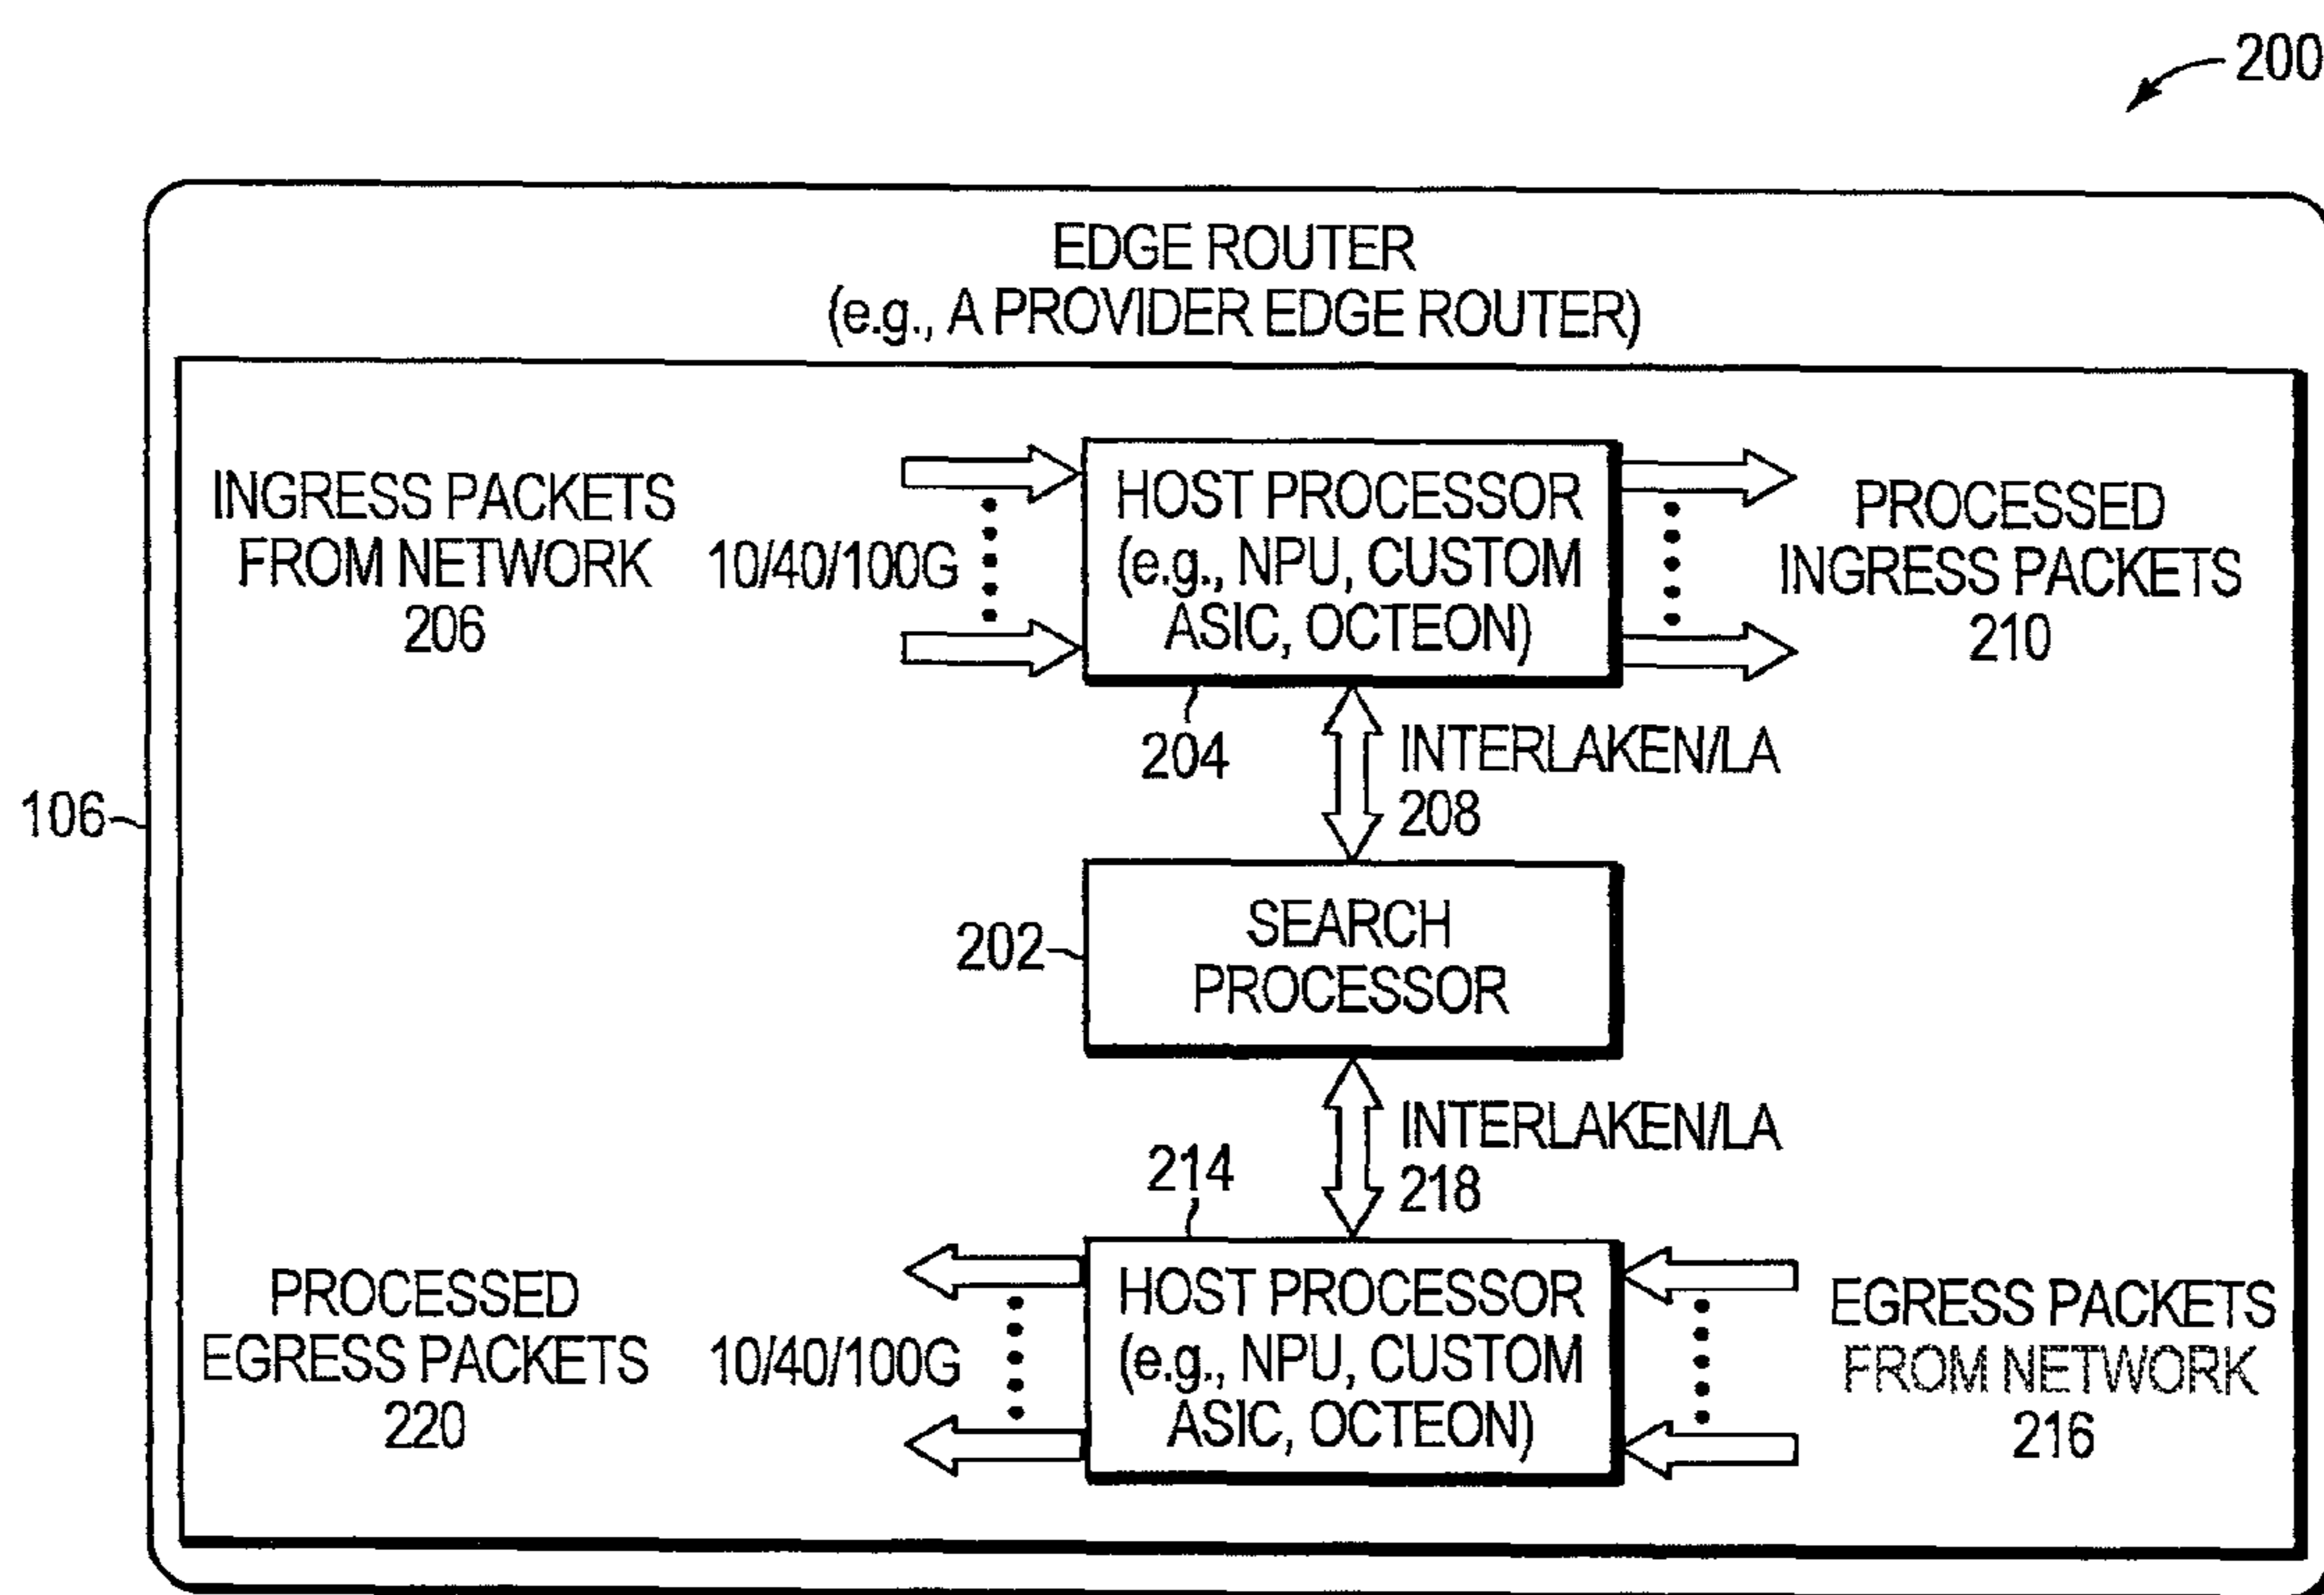 200
EDGE ROUTER
(e.g., A PROVIDER EDGE ROUTER)
INGRESS PACKETS
FROM NETWORK
206
10/40/100G
HOST PROCESSOR
(e.g., NPU, CUSTOM
ASIC, OCTEON)
204
PROCESSED
INGRESS PACKETS
210
INTERLAKEN/LA
208
106
202
SEARCH
PROCESSOR
INTERLAKEN/LA
218
214
PROCESSED
EGRESS PACKETS
220
10/40/100G
HOST PROCESSOR
(e.g., NPU, CUSTOM
ASIC, OCTEON)
EGRESS PACKETS
FROM NETWORK
216